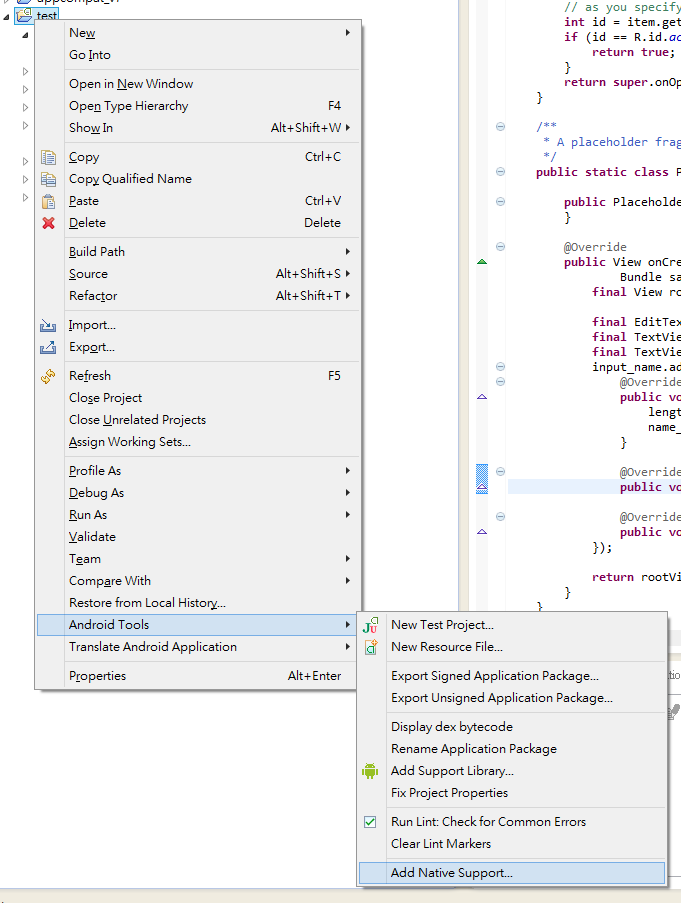 appcompat_v7
test
New
Go Into
Open in New Window
Open Type Hierarchy F4
Show In Alt+Shift+W
Copy Ctrl+C
Copy Qualified Name
Paste Ctrl+V
Delete Delete
Build Path
Source Alt+Shift+S
Refactor Alt+Shift+T
Import...
Export...
Refresh F5
Close Project
Close Unrelated Projects
Assign Working Sets...
Profile As
Debug As
Run As
Validate
Team
Compare With
Restore from Local History...
Android Tools
Translate Android Application
Properties Alt+Enter
New Test Project...
New Resource File...
Export Signed Application Package...
Export Unsigned Application Package...
Display dex bytecode
Rename Application Package
Add Support Library...
Fix Project Properties
Run Lint: Check for Common Errors
Clear Lint Markers
Add Native Support...
// as you specify
int id = item.get
if (id == R.id.ac
return true;
}
return super.onOp
}
/**
* A placeholder frag
*/
public static class P
public Placeholde
}
@Override
public View onCre
Bundle sa
final View ro
final EditTex
final TextVie
final TextVie
input_name.ad
@Override
public vo
lengt
name_
}
@Override
public vo
@Override
public vo
});
return rootVi
}
}